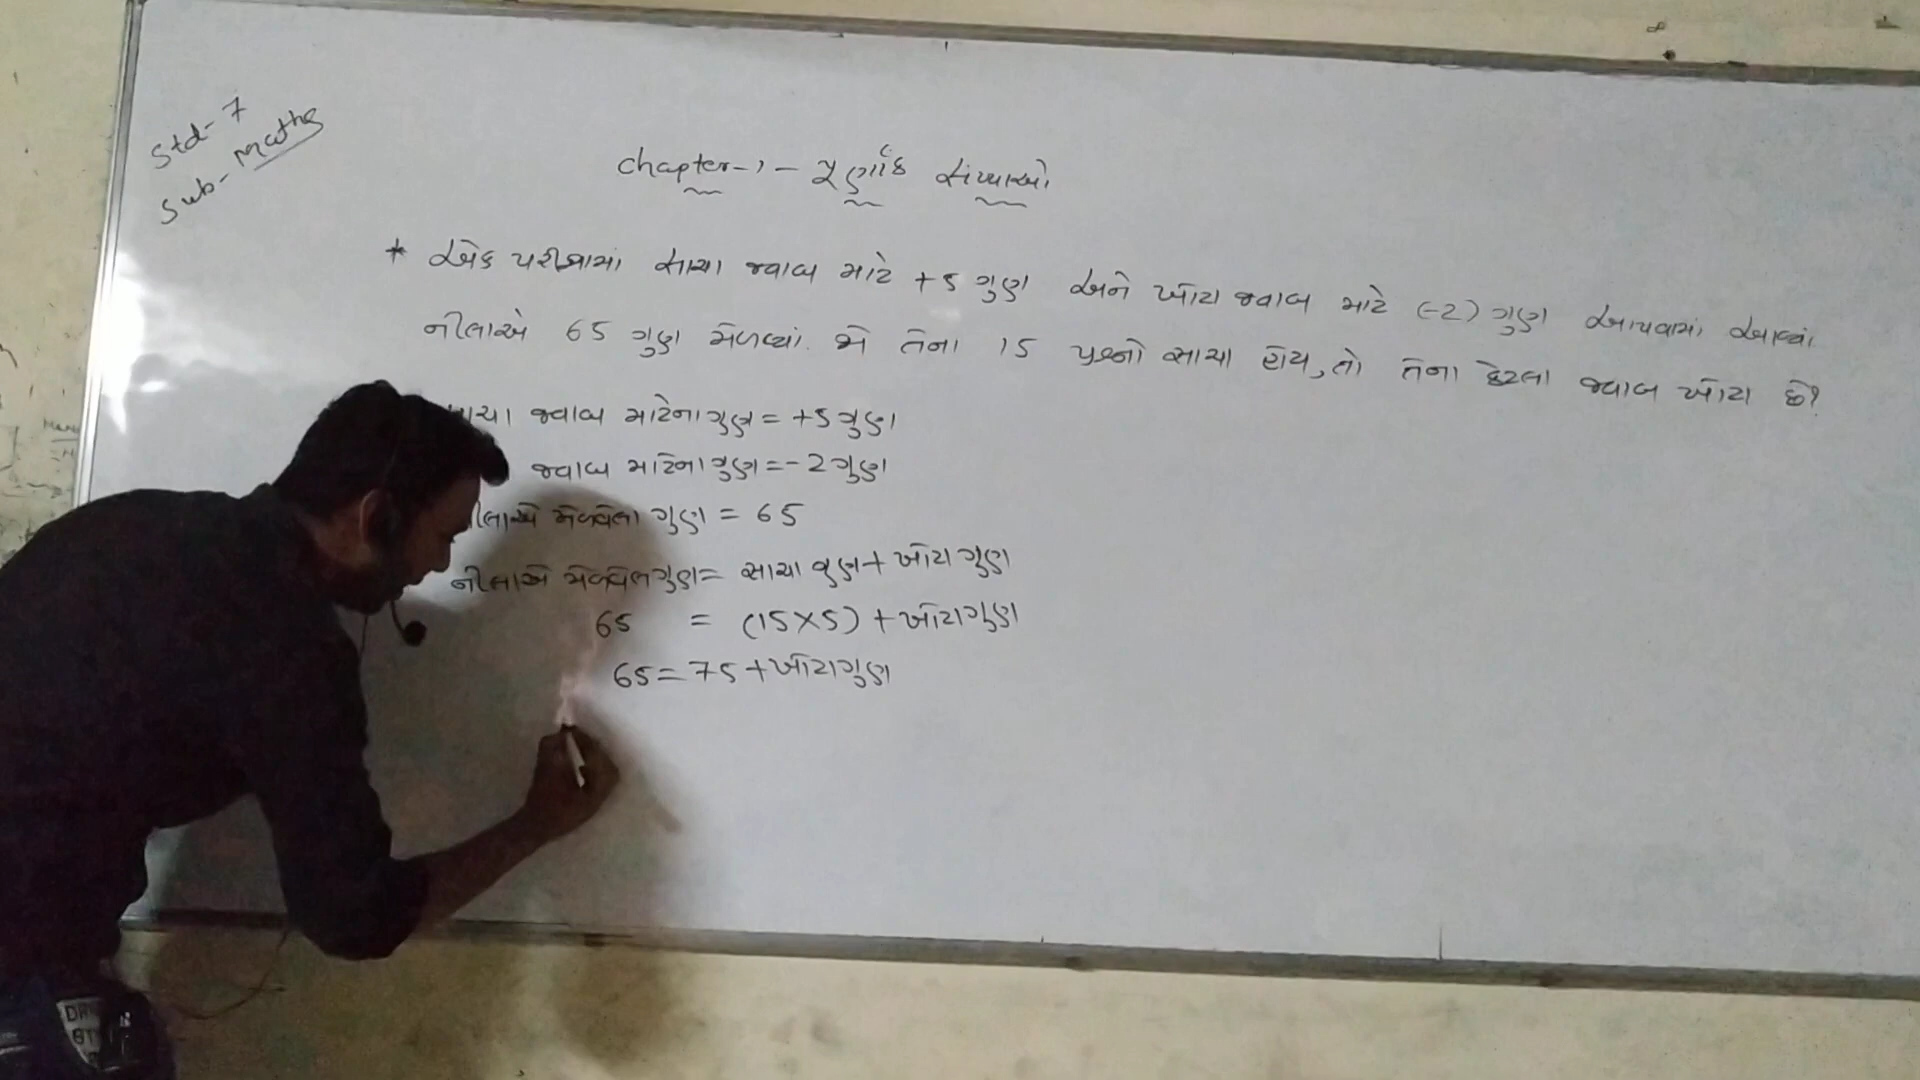 Std-7
Sub-Maths
Chapter-1 - પૂર્ણાંક સંખ્યાઓ
* એક પરીક્ષામાં સાચા જવાબ માટે +5 ગુણ અને ખોટા જવાબ માટે (-2) ગુણ આપવામાં આવ્યાં.
નીલાએ 65 ગુણ મેળવ્યાં. જો તેના 15 પ્રશ્નો સાચા હોય, તો તેના કેટલા જવાબ ખોટા છે?
જવાબ માટેના ગુણ = +5 ગુણ
જવાબ માટેના ગુણ = -2 ગુણ
મેળવેલા ગુણ = 65
નીલાએ મેળવેલ ગુણ = સાચા ગુણ + ખોટા ગુણ
65 = (15×5) + ખોટા ગુણ
65 = 75 + ખોટા ગુણ